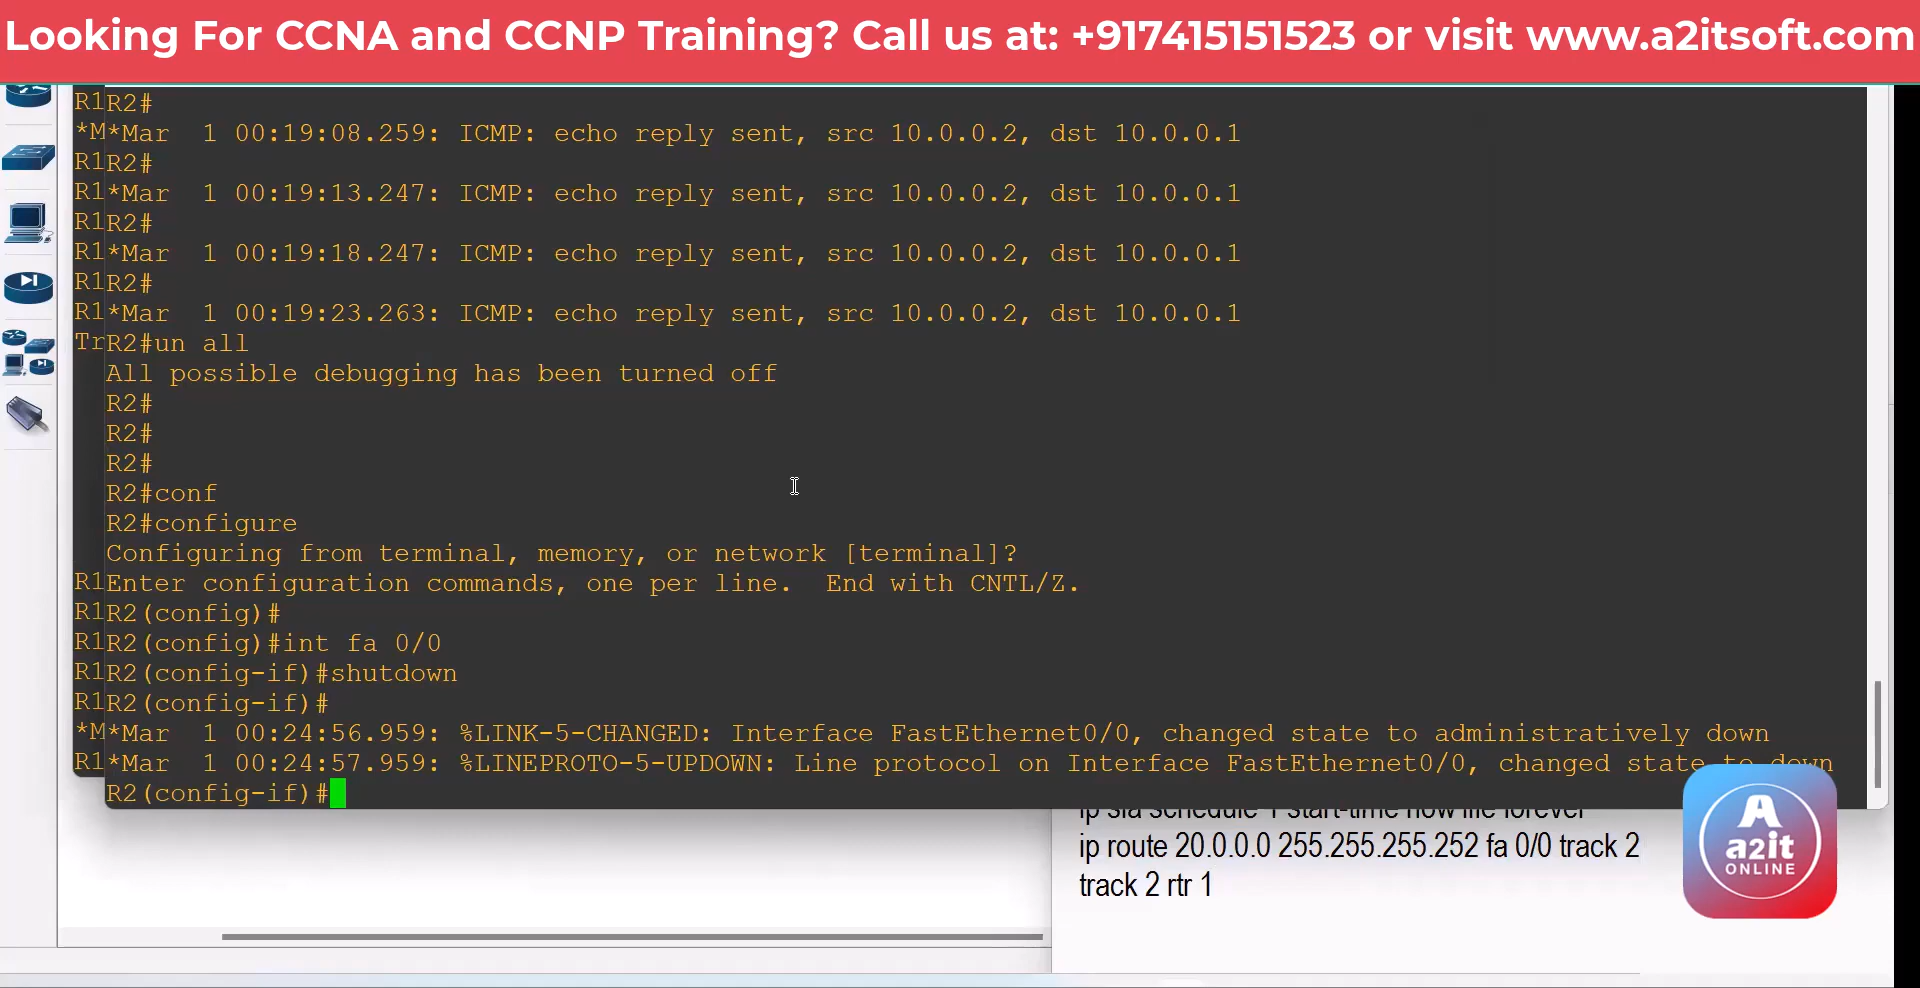 Looking For CCNA and CCNP Training? Call us at: +917415151523 or visit www.a2itsoft.com
R1R2#
*M*Mar  1 00:19:08.259: ICMP: echo reply sent, src 10.0.0.2, dst 10.0.0.1
R1R2#
R1*Mar  1 00:19:13.247: ICMP: echo reply sent, src 10.0.0.2, dst 10.0.0.1
R1R2#
R1*Mar  1 00:19:18.247: ICMP: echo reply sent, src 10.0.0.2, dst 10.0.0.1
R1R2#
R1*Mar  1 00:19:23.263: ICMP: echo reply sent, src 10.0.0.2, dst 10.0.0.1
TrR2#un all
All possible debugging has been turned off
R2#
R2#
R2#
R2#conf
R2#configure
Configuring from terminal, memory, or network [terminal]?
R1Enter configuration commands, one per line.  End with CNTL/Z.
R1R2(config)#
R1R2(config)#int fa 0/0
R1R2(config-if)#shutdown
R1R2(config-if)#
*M*Mar  1 00:24:56.959: %LINK-5-CHANGED: Interface FastEthernet0/0, changed state to administratively down
R1*Mar  1 00:24:57.959: %LINEPROTO-5-UPDOWN: Line protocol on Interface FastEthernet0/0, changed state to down
R2(config-if)#
ip sla schedule 1 start-time now life forever
ip route 20.0.0.0 255.255.255.252 fa 0/0 track 2
track 2 rtr 1
A
a2it
ONLINE